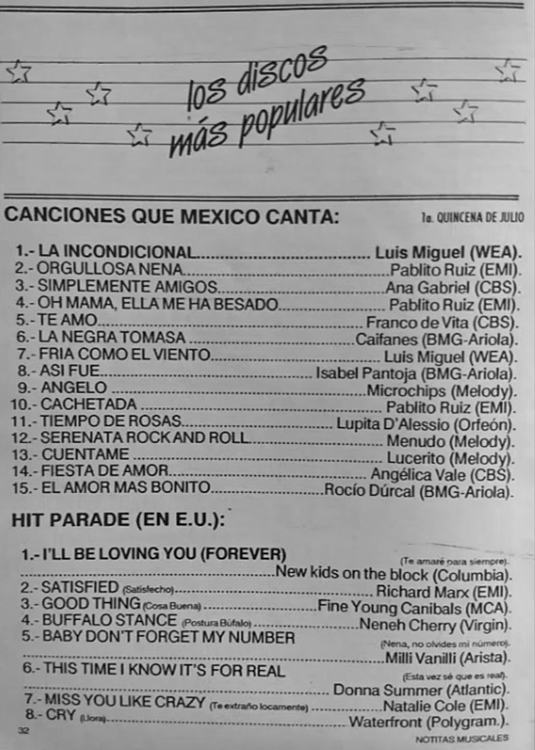 los discos
más populares
CANCIONES QUE MEXICO CANTA: 1a. QUINCENA DE JULIO
1.- LA INCONDICIONAL........................................ Luis Miguel (WEA).
2.- ORGULLOSA NENA........................................Pablito Ruiz (EMI).
3.- SIMPLEMENTE AMIGOS........................................Ana Gabriel (CBS).
4.- OH MAMA, ELLA ME HA BESADO........................................Pablito Ruiz (EMI).
5.- TE AMO........................................Franco de Vita (CBS).
6.- LA NEGRA TOMASA ........................................Caifanes (BMG-Ariola).
7.- FRIA COMO EL VIENTO........................................Luis Miguel (WEA).
8.- ASI FUE........................................Isabel Pantoja (BMG-Ariola).
9.- ANGELO ........................................Microchips (Melody).
10.- CACHETADA ........................................Pablito Ruiz (EMI).
11.- TIEMPO DE ROSAS........................................Lupita D'Alessio (Orfeón).
12.- SERENATA ROCK AND ROLL........................................Menudo (Melody).
13.- CUENTAME ........................................Lucerito (Melody).
14.- FIESTA DE AMOR........................................Angélica Vale (CBS).
15.- EL AMOR MAS BONITO........................................Rocío Dúrcal (BMG-Ariola).
HIT PARADE (EN E.U.):
1.- I'LL BE LOVING YOU (FOREVER) (Te amaré para siempre).
........................................New kids on the block (Columbia).
2.- SATISFIED (Satisfecho)........................................Richard Marx (EMI).
3.- GOOD THING (Cosa Buena)........................................Fine Young Canibals (MCA).
4.- BUFFALO STANCE (Postura Búfalo) ........................................Neneh Cherry (Virgin).
5.- BABY DON'T FORGET MY NUMBER (Nena, no olvides mi número).
........................................Milli Vanilli (Arista).
6.- THIS TIME I KNOW IT'S FOR REAL (Esta vez sé que es real).
........................................Donna Summer (Atlantic).
7.- MISS YOU LIKE CRAZY (Te extraño locamente) ........................................Natalie Cole (EMI).
8.- CRY (Llora)........................................Waterfront (Polygram.).
32 NOTITAS MUSICALES